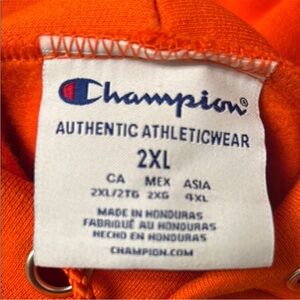 Champion®
AUTHENTIC ATHLETICWEAR
2XL
CA MEX ASIA
2XL/2TG 2XG 4XL
MADE IN HONDURAS
FABRIQUÉ AU HONDURAS
HECHO EN HONDURAS
CHAMPION.COM